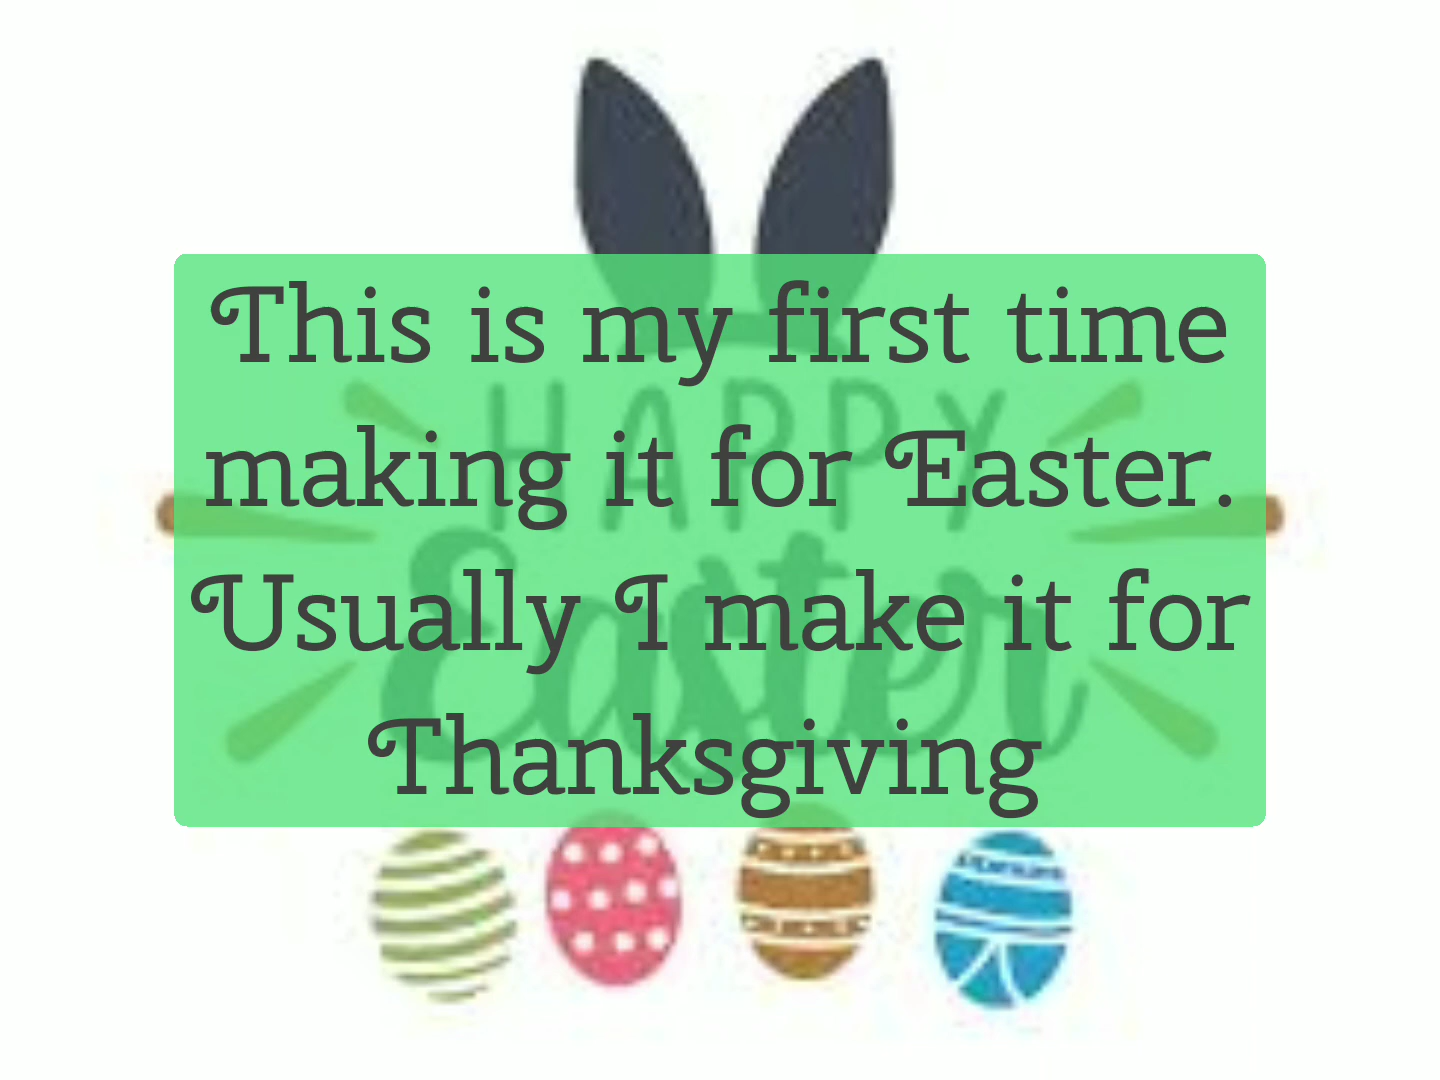 This is my first time
making it for Easter.
Usually I make it for
Thanksgiving
HAPPY
Easter